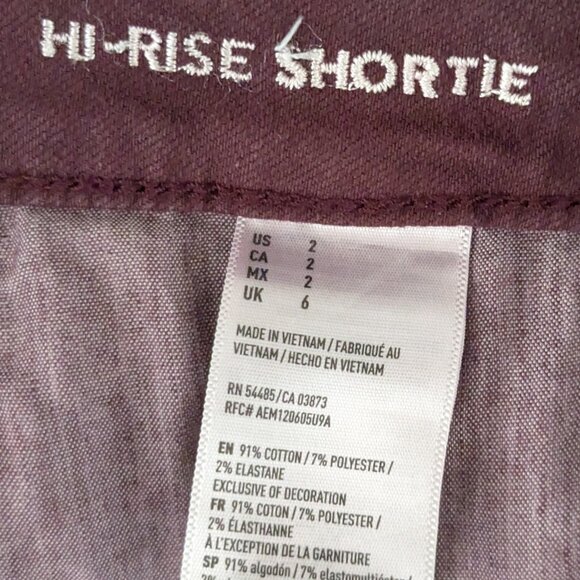 HI-RISE SHORTIE
US 2
CA 2
MX 2
UK 6
MADE IN VIETNAM / FABRIQUÉ AU
VIETNAM / HECHO EN VIETNAM
RN 54485/CA 03873
RFC# AEM120605U9A
EN 91% COTTON / 7% POLYESTER /
2% ELASTANE
EXCLUSIVE OF DECORATION
FR 91% COTON / 7% POLYESTER /
2% ÉLASTHANNE
À L'EXCEPTION DE LA GARNITURE
SP 91% algodón / 7% elastomultiéster /